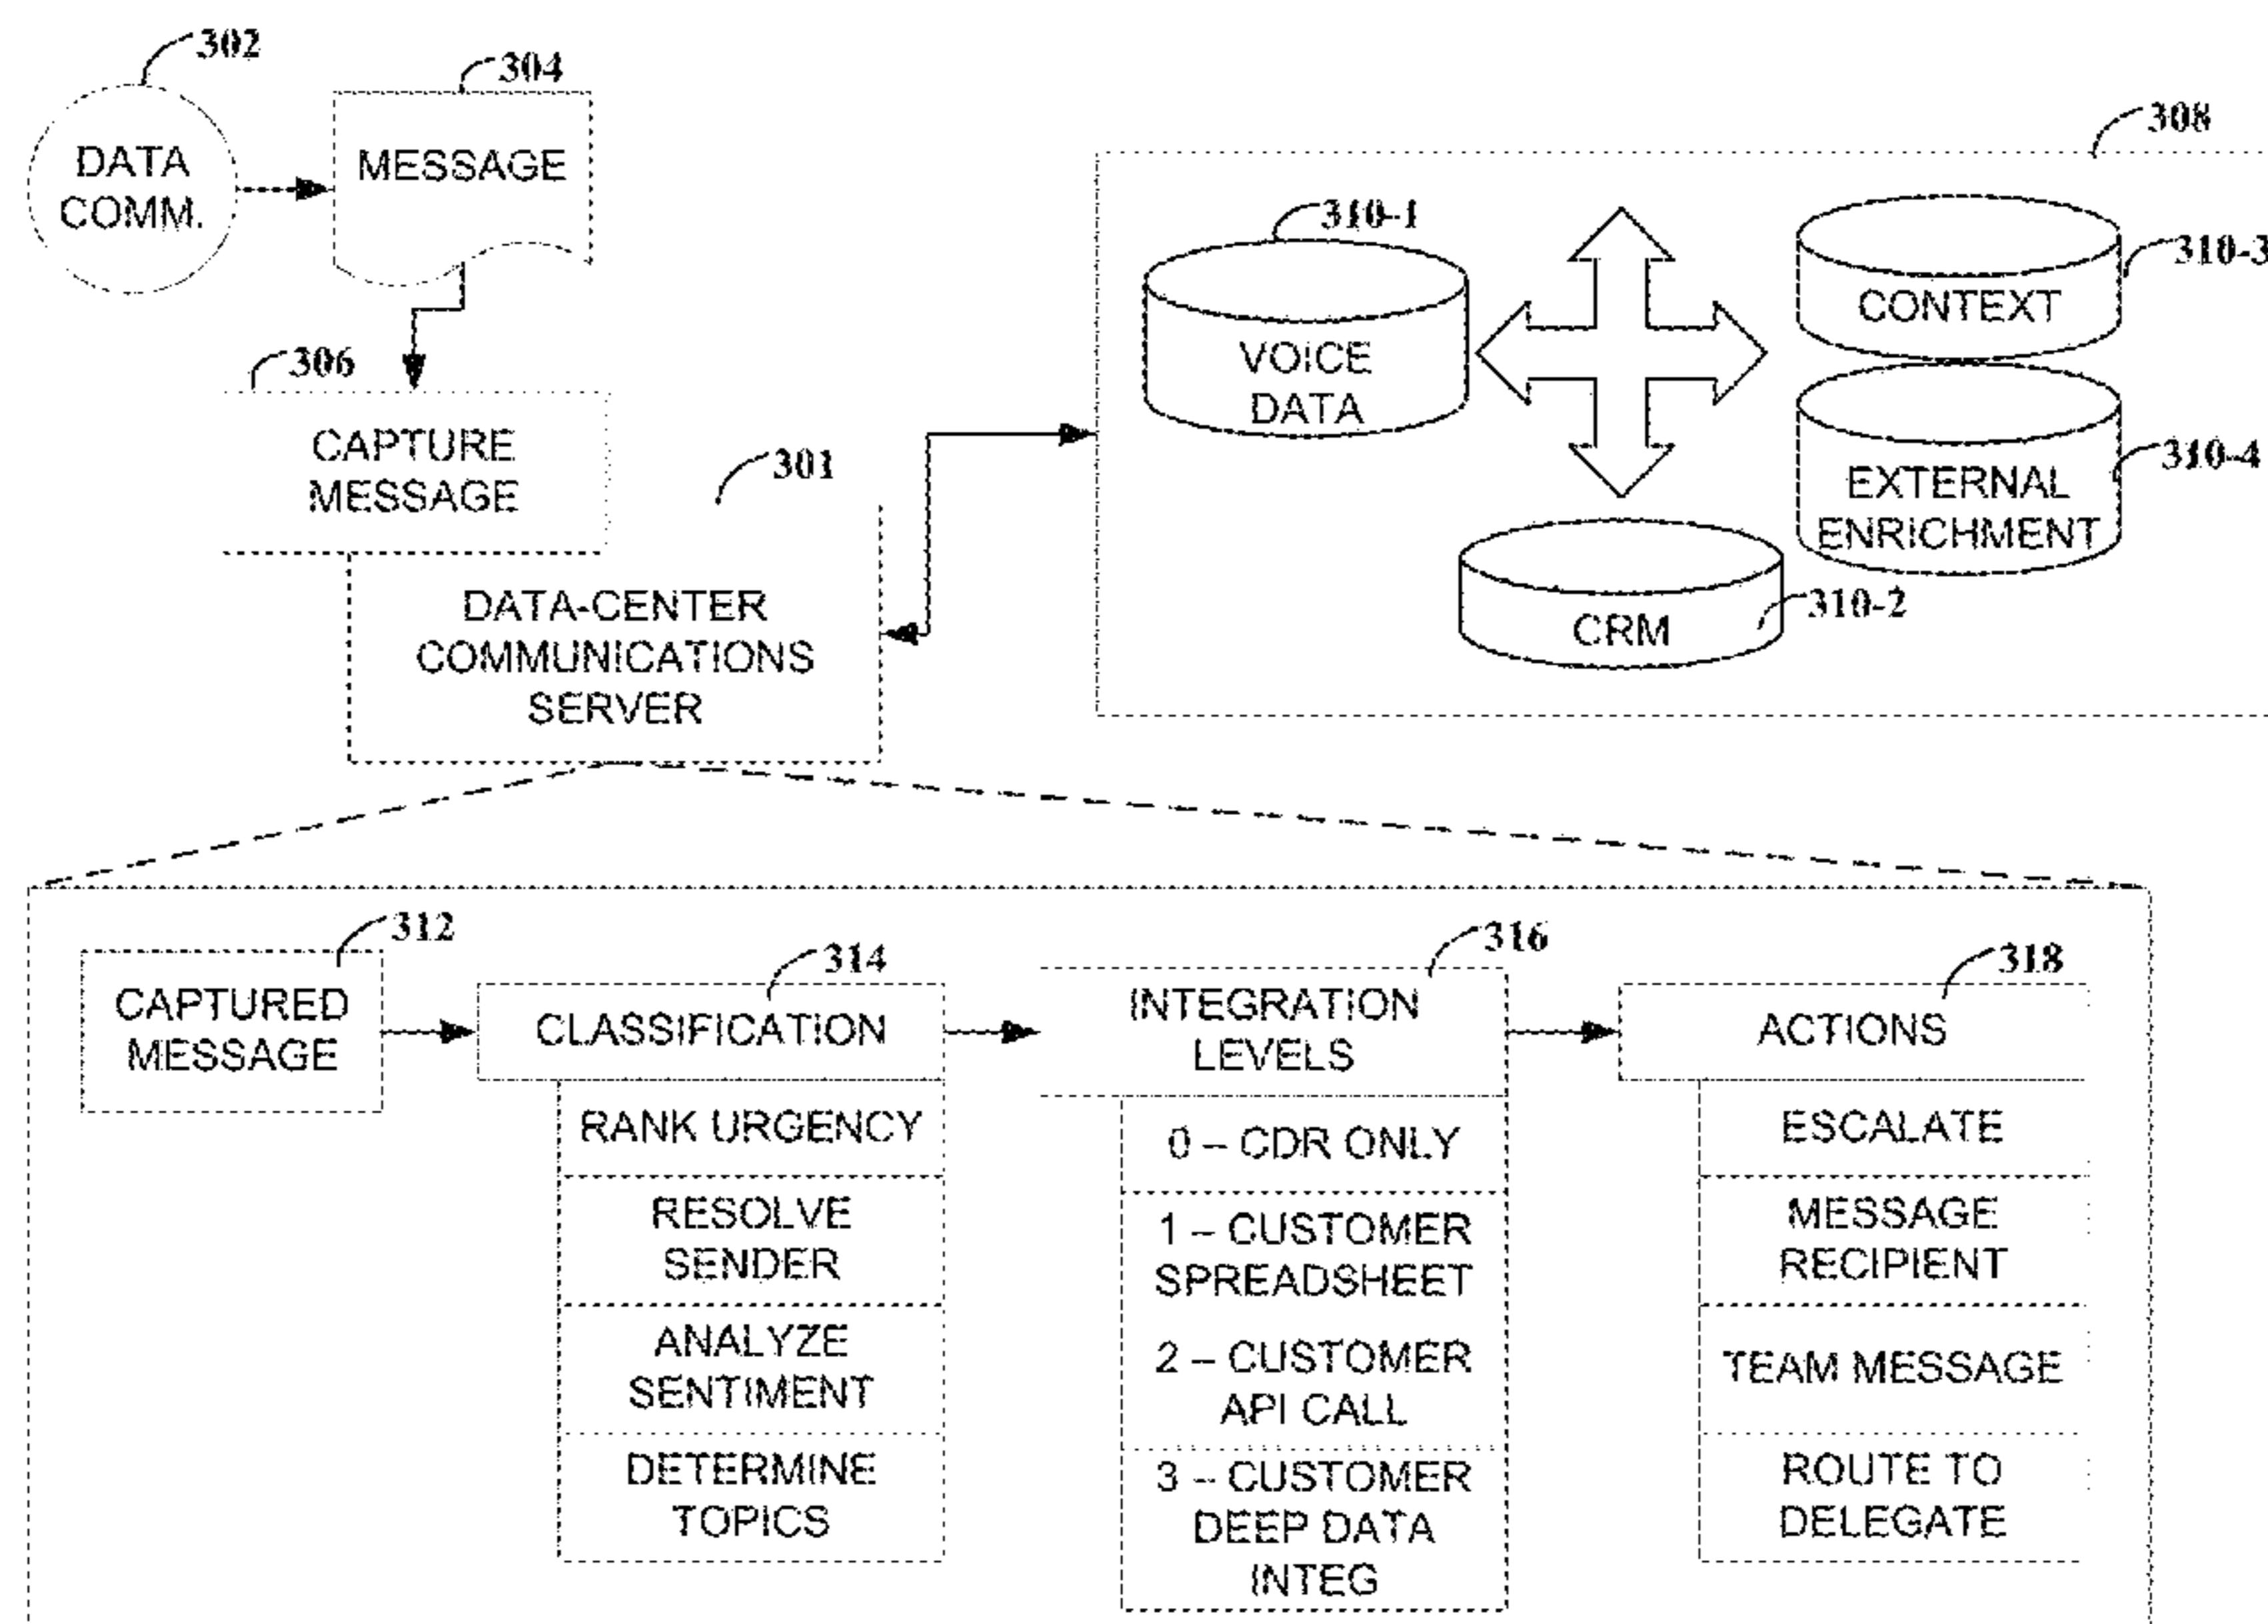 302
304
DATA
COMM.
MESSAGE
308
306
CAPTURE
MESSAGE
301
DATA-CENTER
COMMUNICATIONS
SERVER
310-1
VOICE
DATA
310-3
CONTEXT
310-4
EXTERNAL
ENRICHMENT
310-2
CRM
312
CAPTURED
MESSAGE
314
CLASSIFICATION
RANK URGENCY
RESOLVE
SENDER
ANALYZE
SENTIMENT
DETERMINE
TOPICS
316
INTEGRATION
LEVELS
0 – CDR ONLY
1 – CUSTOMER
SPREADSHEET
2 – CUSTOMER
API CALL
3 – CUSTOMER
DEEP DATA
INTEG
318
ACTIONS
ESCALATE
MESSAGE
RECIPIENT
TEAM MESSAGE
ROUTE TO
DELEGATE